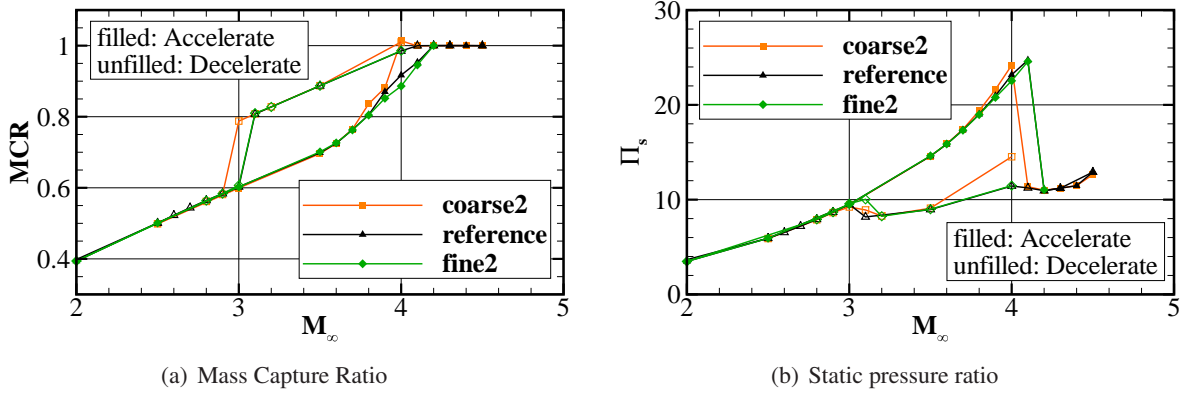 filled: Accelerate
unfilled: Decelerate
MCR
1
0.8
0.6
0.4
coarse2
reference
fine2
2 3 4 5
M∞
(a) Mass Capture Ratio
30
20
10
0
Πs
coarse2
reference
fine2
filled: Accelerate
unfilled: Decelerate
2 3 4 5
M∞
(b) Static pressure ratio